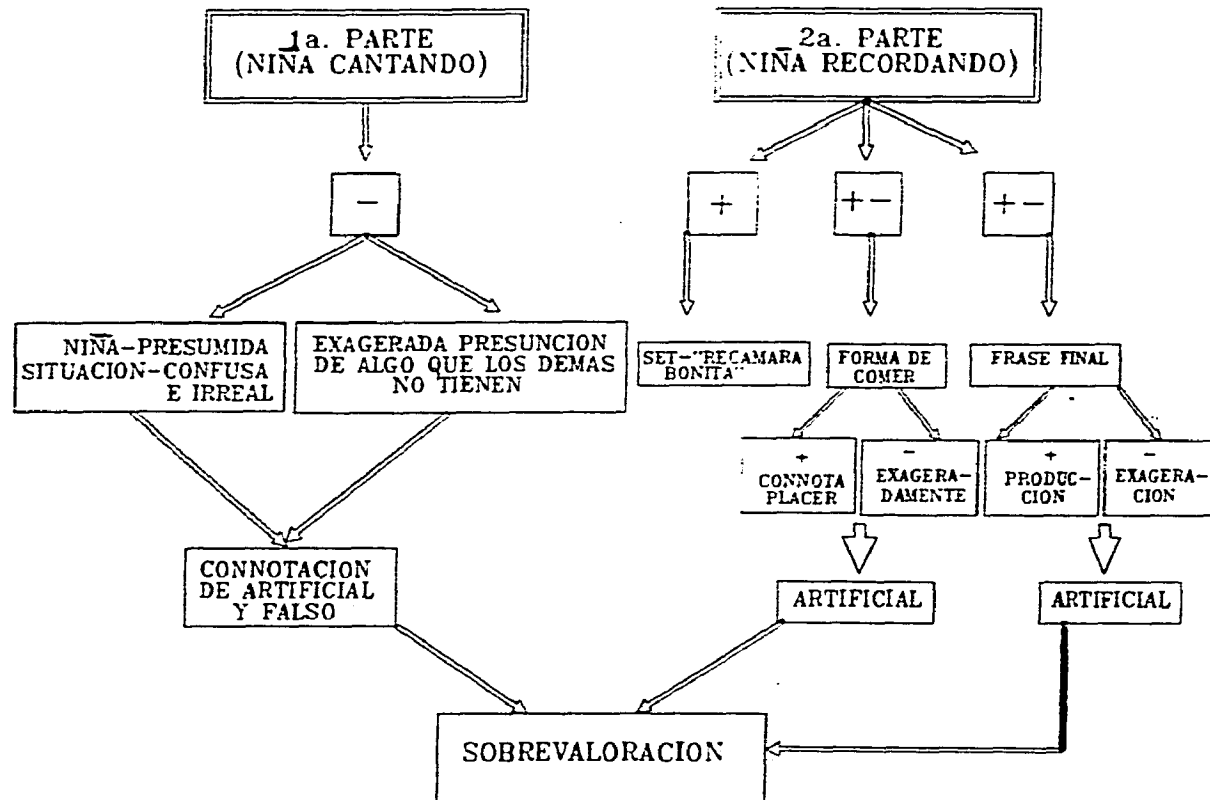 1a. PARTE
(NIÑA CANTANDO)
2a. PARTE
(NIÑA RECORDANDO)
−
+
+−
+−
NIÑA-PRESUMIDA
SITUACION-CONFUSA
E IRREAL
EXAGERADA PRESUNCION
DE ALGO QUE LOS DEMAS
NO TIENEN
SET-"RECAMARA
BONITA"
FORMA DE
COMER
FRASE FINAL
+
CONNOTA
PLACER
−
EXAGERA-
DAMENTE
+
PRODUC-
CION
−
EXAGERA-
CION
CONNOTACION
DE ARTIFICIAL
Y FALSO
ARTIFICIAL
ARTIFICIAL
SOBREVALORACION